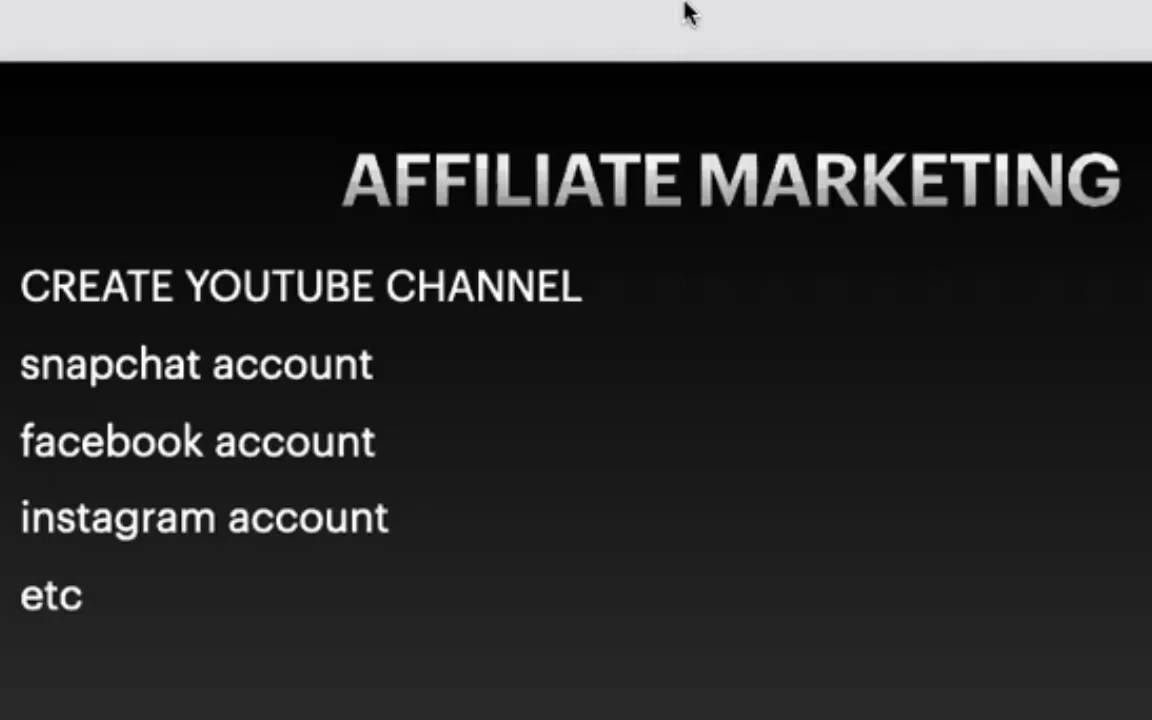 AFFILIATE MARKETING
CREATE YOUTUBE CHANNEL
snapchat account
facebook account
instagram account
etc